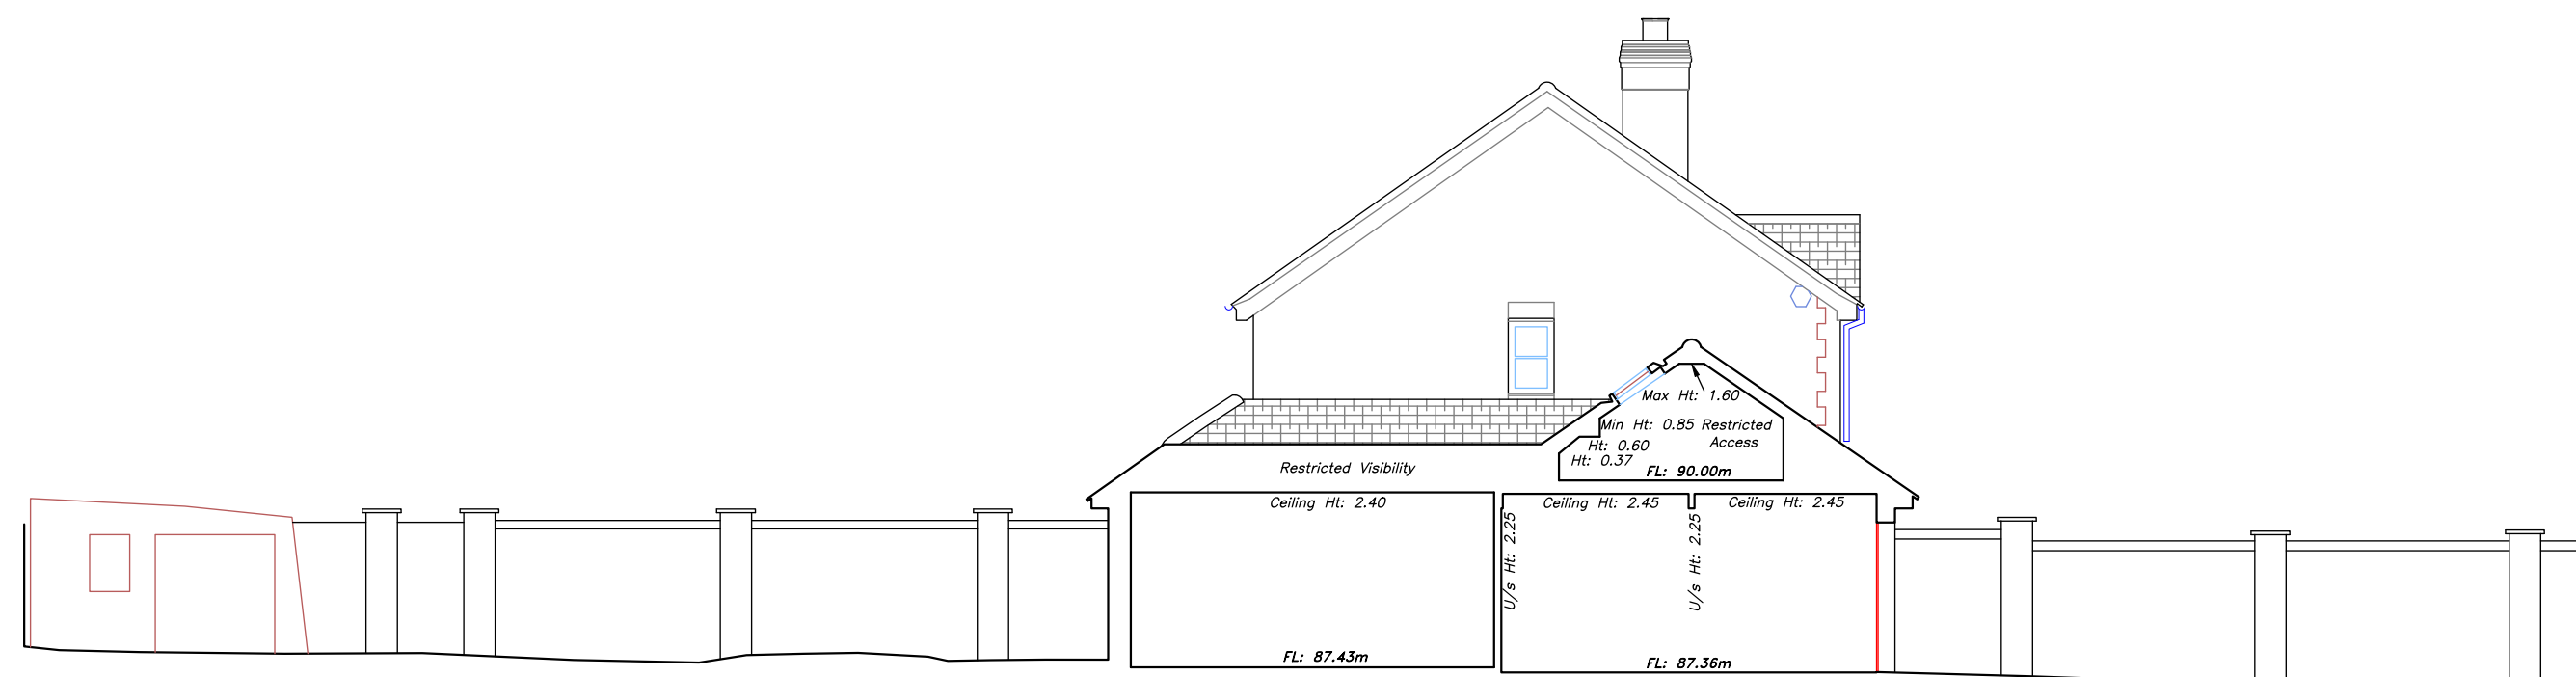 Max Ht: 1.60
Min Ht: 0.85 Restricted
Access
Ht: 0.60
Ht: 0.37
FL: 90.00m
Restricted Visibility
Ceiling Ht: 2.40
Ceiling Ht: 2.45
Ceiling Ht: 2.45
U/s Ht: 2.25
U/s Ht: 2.25
FL: 87.43m
FL: 87.36m